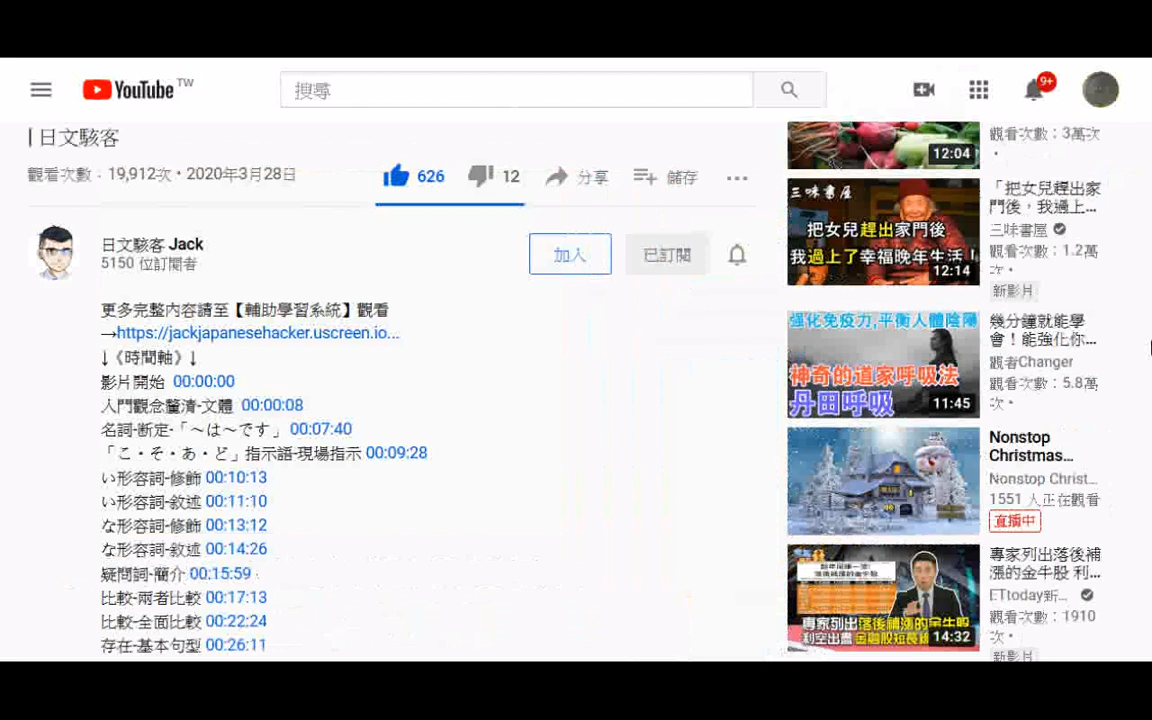 YouTube TW
搜尋
9+
| 日文駭客
觀看次數：19,912次・2020年3月28日
626
12
分享
儲存
日文駭客 Jack
5150 位訂閱者
加入
已訂閱
更多完整內容請至【輔助學習系統】觀看
→https://jackjapanesehacker.uscreen.io...
↓《時間軸》↓
影片開始 00:00:00
入門觀念釐清-文體 00:00:08
名詞-断定-「～は～です」 00:07:40
「こ・そ・あ・ど」指示語-現場指示 00:09:28
い形容詞-修飾 00:10:13
い形容詞-敘述 00:11:10
な形容詞-修飾 00:13:12
な形容詞-敘述 00:14:26
疑問詞-簡介 00:15:59
比較-兩者比較 00:17:13
比較-全面比較 00:22:24
存在-基本句型 00:26:11
12:04
觀看次數：3萬次
・
三味書屋
把女兒趕出家門後
我過上了幸福晚年生活！
12:14
「把女兒趕出家
門後，我過上...
三味書屋
觀看次數：1.2萬
次・
新影片
強化免疫力,平衡人體陰陽
神奇的道家呼吸法
丹田呼吸
11:45
幾分鐘就能學
會！能強化你...
觀者Changer
觀看次數：5.8萬
次・
Nonstop
Christmas...
Nonstop Christ...
1551 人正在觀看
直播中
專家列出落後補漲的金牛股
利空出盡 金融股短長線
14:32
專家列出落後補
漲的金牛股 利...
ETtoday新...
觀看次數：1910
次・
新影片